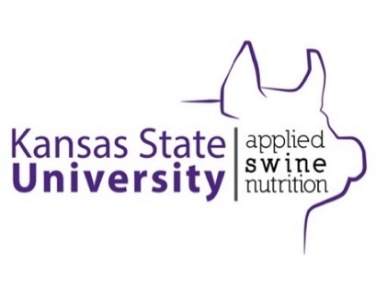 Kansas State
University
applied
swine
nutrition